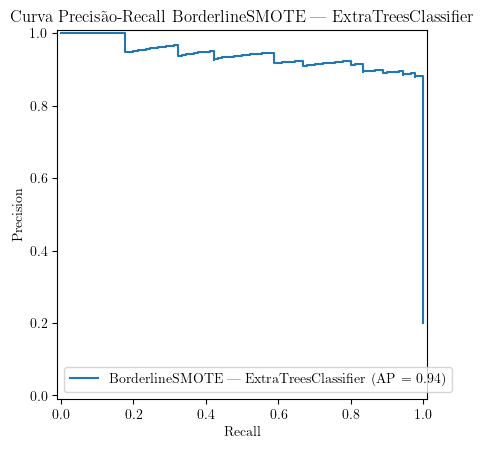 Curva Precisão-Recall BorderlineSMOTE — ExtraTreesClassifier
1.0
0.8
0.6
0.4
0.2
0.0
Precision
BorderlineSMOTE — ExtraTreesClassifier (AP = 0.94)
0.0 0.2 0.4 0.6 0.8 1.0
Recall